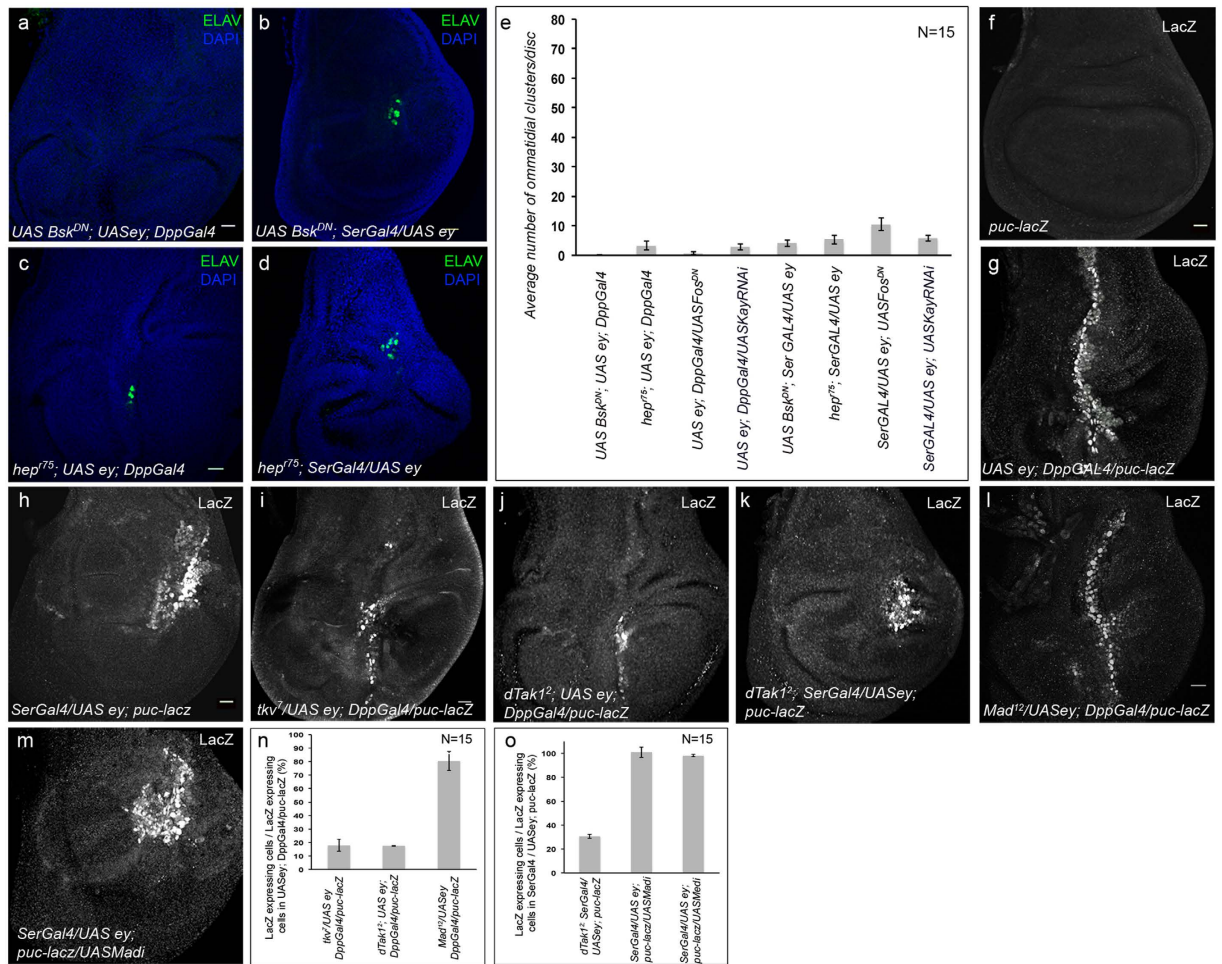 a
ELAV
DAPI
UAS Bsk^DN; UASey; DppGal4
b
ELAV
DAPI
UAS Bsk^DN; SerGal4/UAS ey
c
ELAV
DAPI
hep^r75; UAS ey; DppGal4
d
ELAV
DAPI
hep^r75; SerGal4/UAS ey
e
N=15
Average number of ommatidial clusters/disc
80
70
60
50
40
30
20
10
0
UAS Bsk^DN; UAS ey; DppGal4
hep^r75; UAS ey; DppGal4
UAS ey; DppGal4/UASFos^DN
UAS ey; DppGal4/UASKayRNAi
UAS Bsk^DN; Ser GAL4/UAS ey
hep^r75; SerGAL4/UAS ey
SerGAL4/UAS ey; UASFos^DN
SerGAL4/UAS ey; UASKayRNAi
f
LacZ
puc-lacZ
g
LacZ
UAS ey; DppGAL4/puc-lacZ
h
LacZ
SerGal4/UAS ey; puc-lacz
i
LacZ
tkv^7/UAS ey; DppGal4/puc-lacZ
j
LacZ
dTak1^2; UAS ey;
DppGal4/puc-lacZ
k
LacZ
dTak1^2; SerGal4/UASey;
puc-lacZ
l
LacZ
Mad^12/UASey; DppGal4/puc-lacZ
m
LacZ
SerGal4/UAS ey;
puc-lacz/UASMadi
n
N=15
LacZ expressing cells / LacZ expressing
cells in UASey; DppGal4/puc-lacZ (%)
90
80
70
60
50
40
30
20
10
0
tkv^7/UAS ey
DppGal4/puc-lacZ
dTak1^2; UAS ey;
DppGal4/puc-lacZ
Mad^12/UASey
DppGal4/puc-lacZ
o
N=15
LacZ expressing cells / LacZ expressing
cells in SerGal4 / UASey; puc-lacZ (%)
120
100
80
60
40
20
0
dTak1^2; SerGal4/
UASey; puc-lacZ
SerGal4/UAS ey;
puc-lacZ/UASMadi
SerGal4/UAS ey;
puc-lacZ/UASMedi